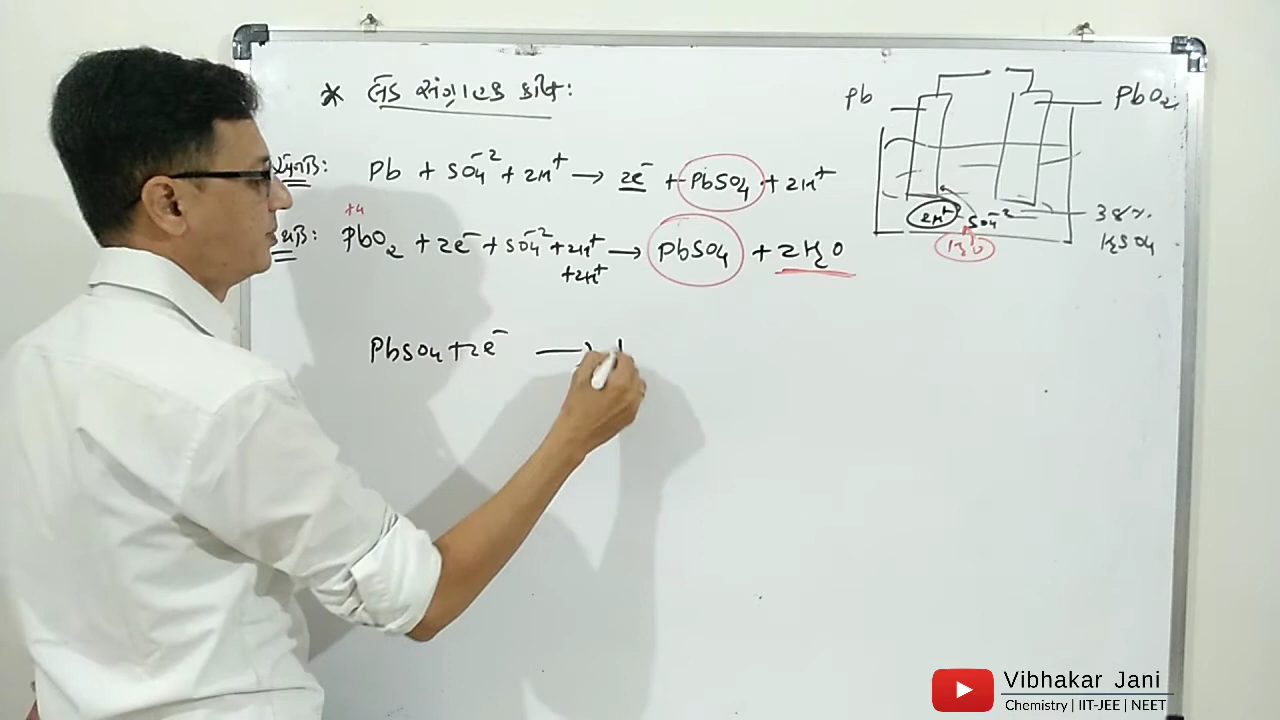 * લેડ સંગ્રાહક કોષ:
Pb + SO₄⁻² + 2H⁺ → 2e⁻ + PbSO₄ + 2H⁺
+4
PbO₂ + 2e⁻ + SO₄⁻² + 2H⁺ → PbSO₄ + 2H₂O
+2H⁺
PbSO₄ + 2e⁻ →
Pb
PbO₂
2H⁺
SO₄⁻²
H₂O
38%
H₂SO₄
Vibhakar Jani
Chemistry | IIT-JEE | NEET